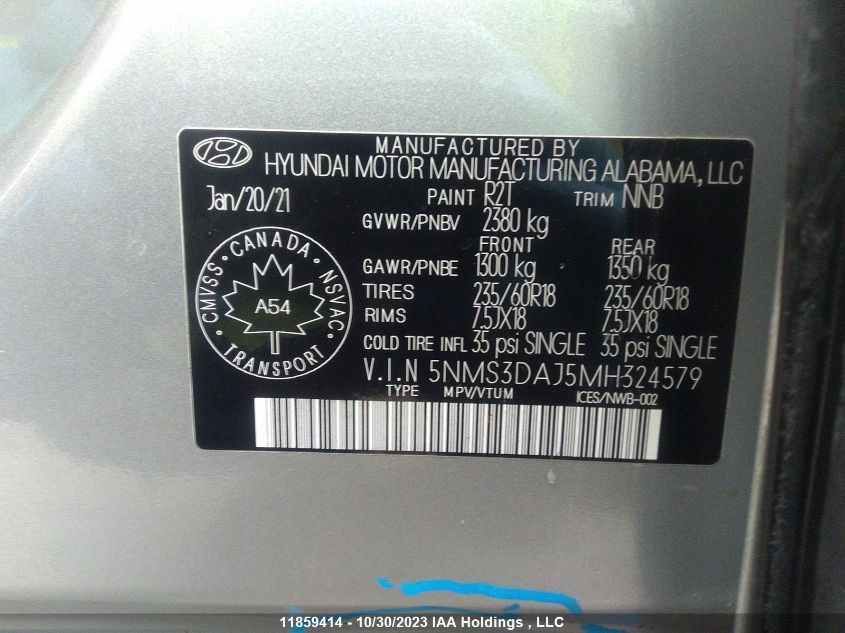 MANUFACTURED BY
HYUNDAI MOTOR MANUFACTURING ALABAMA, LLC
Jan/20/21 PAINT R2T TRIM NNB
GVWR/PNBV 2380 kg
FRONT REAR
GAWR/PNBE 1300 kg 1350 kg
TIRES 235/60R18 235/60R18
RIMS 7.5JX18 7.5JX18
COLD TIRE INFL 35 psi SINGLE 35 psi SINGLE
V.I.N 5NMS3DAJ5MH324579
TYPE MPV/VTUM ICES/NWB-002
CMVSS • CANADA • NSVAC • TRANSPORT •
A54
11859414 - 10/30/2023 IAA Holdings , LLC